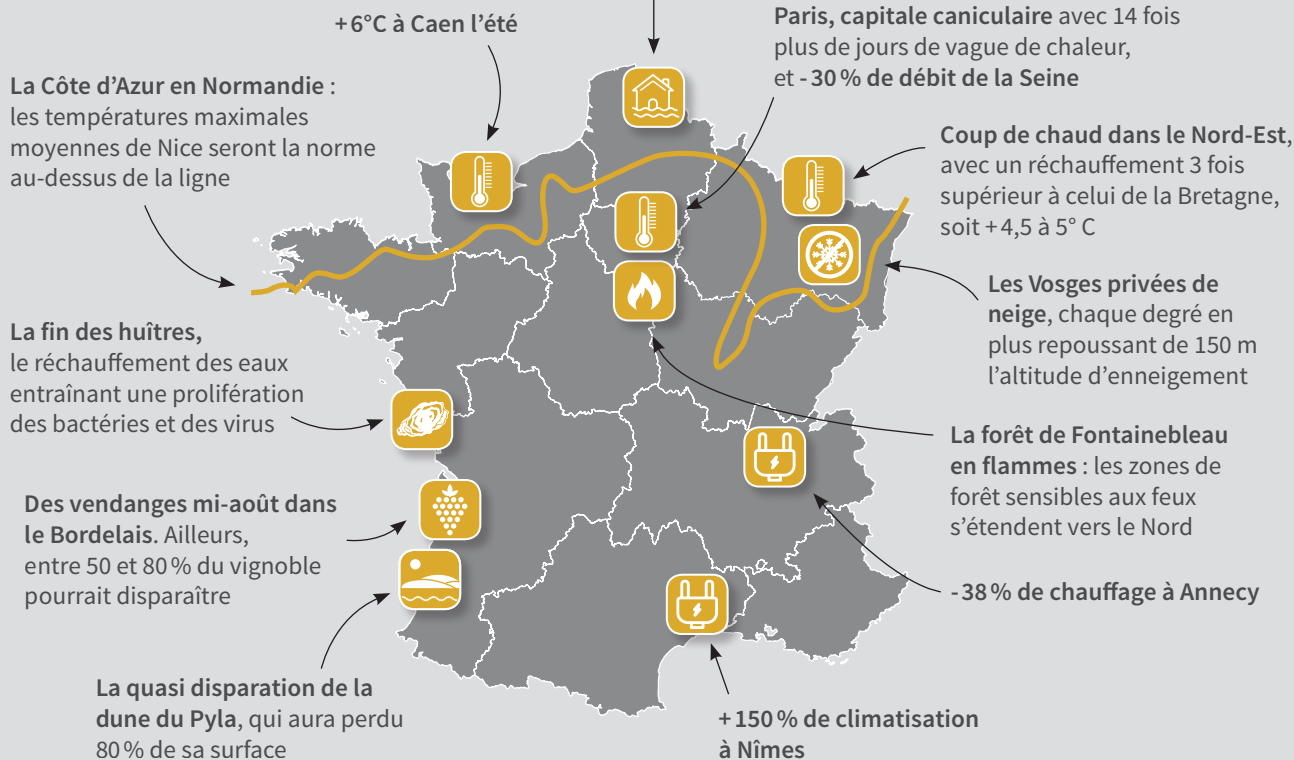 +6°C à Caen l'été
Paris, capitale caniculaire avec 14 fois
plus de jours de vague de chaleur,
et - 30 % de débit de la Seine
La Côte d'Azur en Normandie :
les températures maximales
moyennes de Nice seront la norme
au-dessus de la ligne
Coup de chaud dans le Nord-Est,
avec un réchauffement 3 fois
supérieur à celui de la Bretagne,
soit +4,5 à 5° C
Les Vosges privées de
neige, chaque degré en
plus repoussant de 150 m
l'altitude d'enneigement
La fin des huîtres,
le réchauffement des eaux
entraînant une prolifération
des bactéries et des virus
La forêt de Fontainebleau
en flammes : les zones de
forêt sensibles aux feux
s'étendent vers le Nord
Des vendanges mi-août dans
le Bordelais. Ailleurs,
entre 50 et 80 % du vignoble
pourrait disparaître
- 38 % de chauffage à Annecy
La quasi disparation de la
dune du Pyla, qui aura perdu
80 % de sa surface
+ 150 % de climatisation
à Nîmes